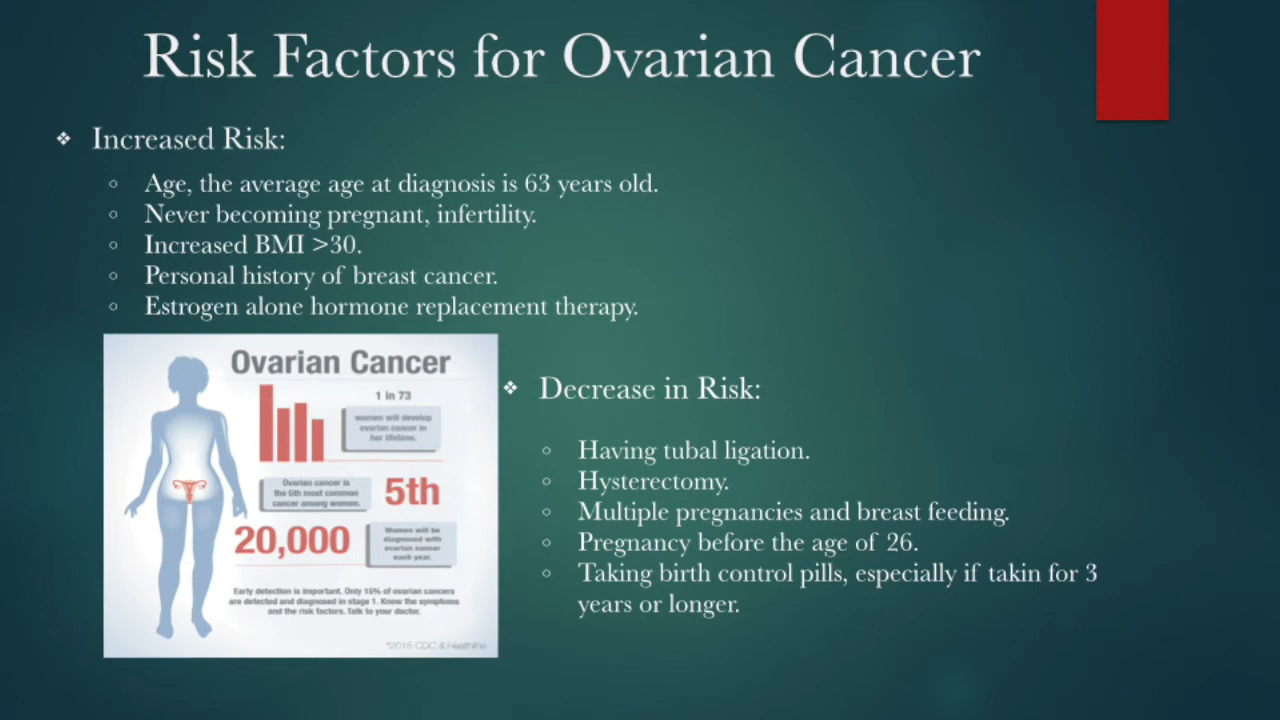 Risk Factors for Ovarian Cancer
❖ Increased Risk:
○ Age, the average age at diagnosis is 63 years old.
○ Never becoming pregnant, infertility.
○ Increased BMI >30.
○ Personal history of breast cancer.
○ Estrogen alone hormone replacement therapy.
Ovarian Cancer
1 in 73
women will develop
ovarian cancer in
her lifetime.
Ovarian cancer is
the 5th most common
cancer among women.
5th
20,000
Women will be
diagnosed with
ovarian cancer
each year.
Early detection is important. Only 15% of ovarian cancers
are detected and diagnosed in stage 1. Know the symptoms
and the risk factors. Talk to your doctor.
*2015 CDC & Healthline
❖ Decrease in Risk:
○ Having tubal ligation.
○ Hysterectomy.
○ Multiple pregnancies and breast feeding.
○ Pregnancy before the age of 26.
○ Taking birth control pills, especially if takin for 3
years or longer.